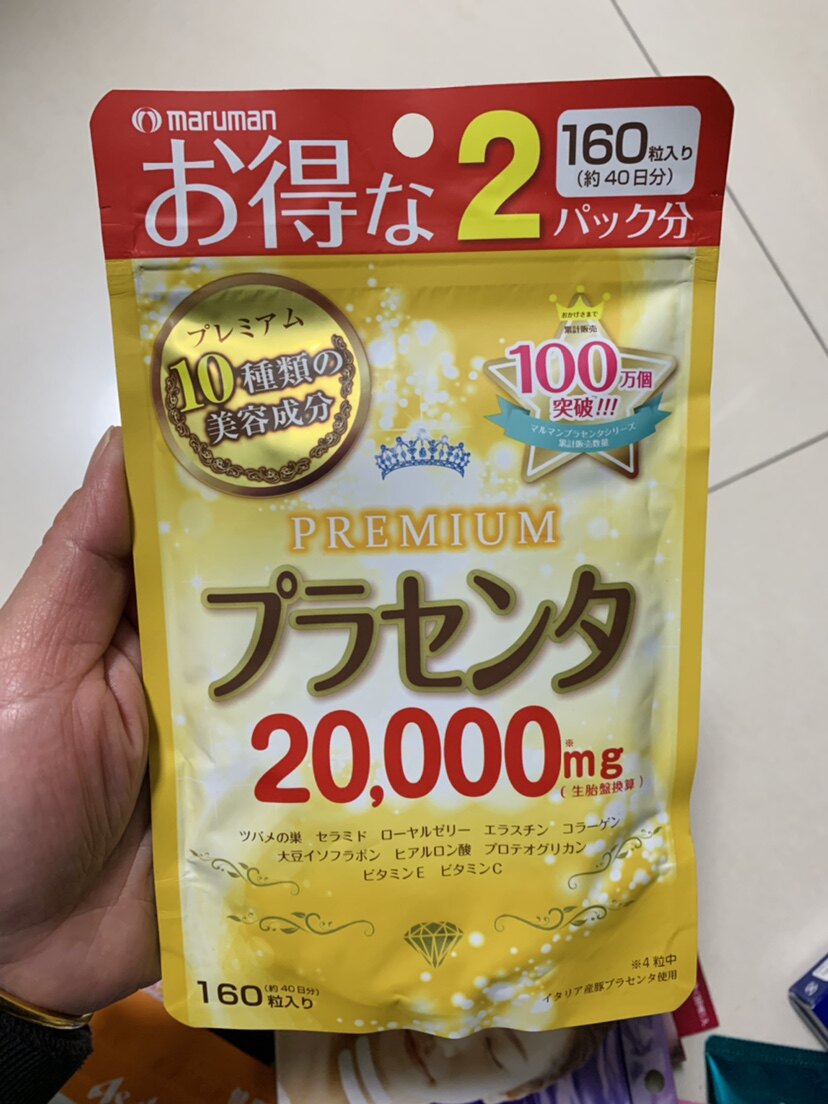 maruman
お得な2パック分
160粒入り
(約40日分)
プレミアム
10種類の
美容成分
おかげさまで
累計販売
100万個
突破!!!
マルマンプラセンタシリーズ
累計販売数量
PREMIUM
プラセンタ
20,000※mg
(生胎盤換算)
ツバメの巣 セラミド ローヤルゼリー エラスチン コラーゲン
大豆イソフラボン ヒアルロン酸 プロテオグリカン
ビタミンE ビタミンC
160粒入り
(約40日分)
※4粒中
イタリア産豚プラセンタ使用